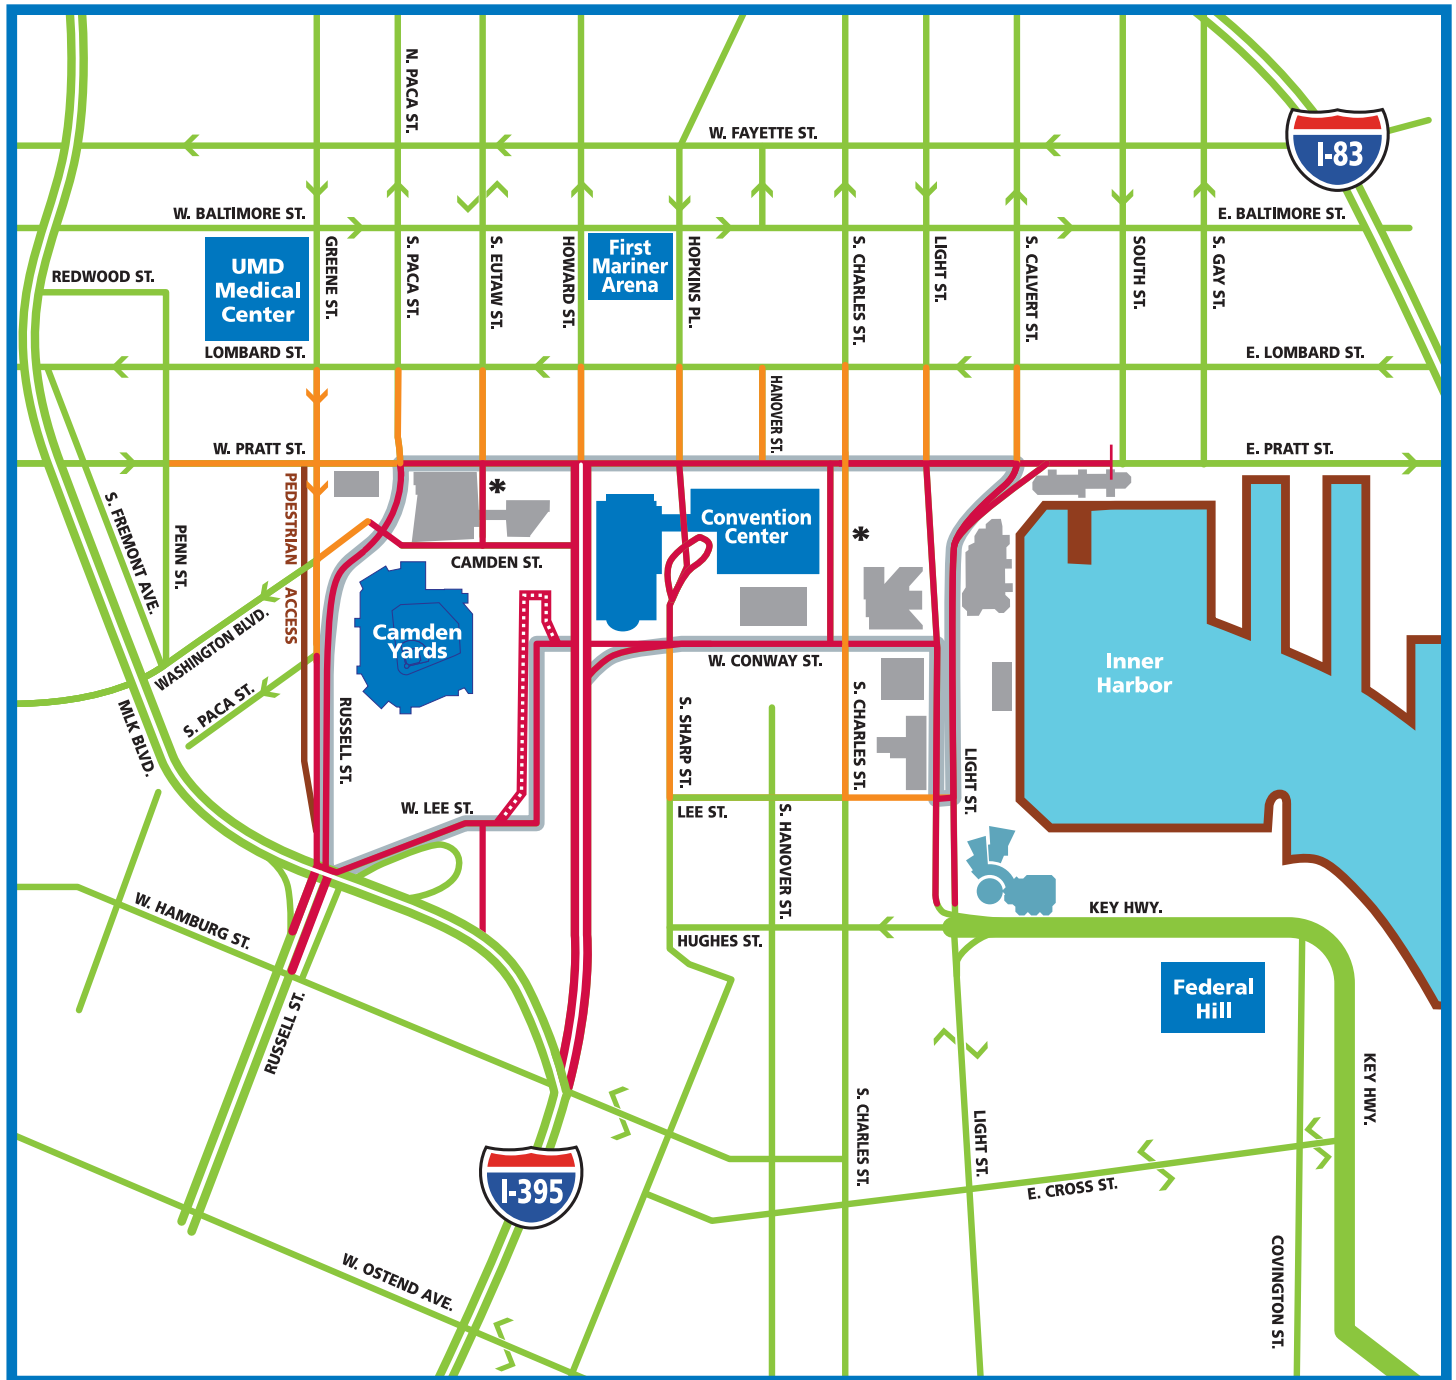 N. PACA ST.
W. FAYETTE ST.
I-83
W. BALTIMORE ST.
E. BALTIMORE ST.
REDWOOD ST.
UMD
Medical
Center
GREENE ST.
S. PACA ST.
S. EUTAW ST.
HOWARD ST.
First
Mariner
Arena
HOPKINS PL.
S. CHARLES ST.
LIGHT ST.
S. CALVERT ST.
SOUTH ST.
S. GAY ST.
LOMBARD ST.
E. LOMBARD ST.
HANOVER ST.
W. PRATT ST.
E. PRATT ST.
S. FREMONT AVE.
PENN ST.
PEDESTRIAN ACCESS
*
Convention
Center
*
CAMDEN ST.
WASHINGTON BLVD.
Camden
Yards
W. CONWAY ST.
Inner
Harbor
S. PACA ST.
MLK BLVD.
RUSSELL ST.
S. SHARP ST.
S. CHARLES ST.
LIGHT ST.
W. LEE ST.
LEE ST.
S. HANOVER ST.
W. HAMBURG ST.
KEY HWY.
HUGHES ST.
Federal
Hill
RUSSELL ST.
KEY HWY.
S. CHARLES ST.
LIGHT ST.
I-395
E. CROSS ST.
COVINGTON ST.
W. OSTEND AVE.